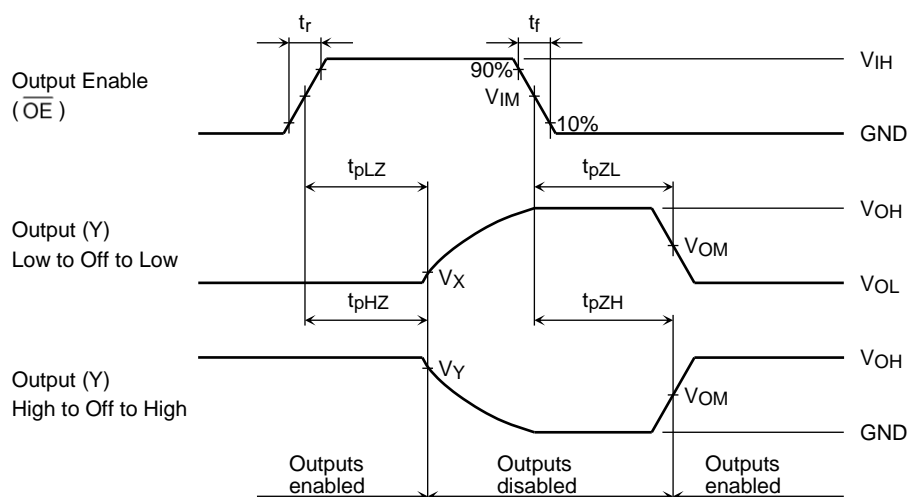 tr
tf
Output Enable
( OE )
90%
VIM
10%
VIH
GND
tpLZ
tpZL
Output (Y)
Low to Off to Low
VX
VOM
VOH
VOL
tpHZ
tpZH
Output (Y)
High to Off to High
VY
VOM
VOH
GND
Outputs
enabled
Outputs
disabled
Outputs
enabled